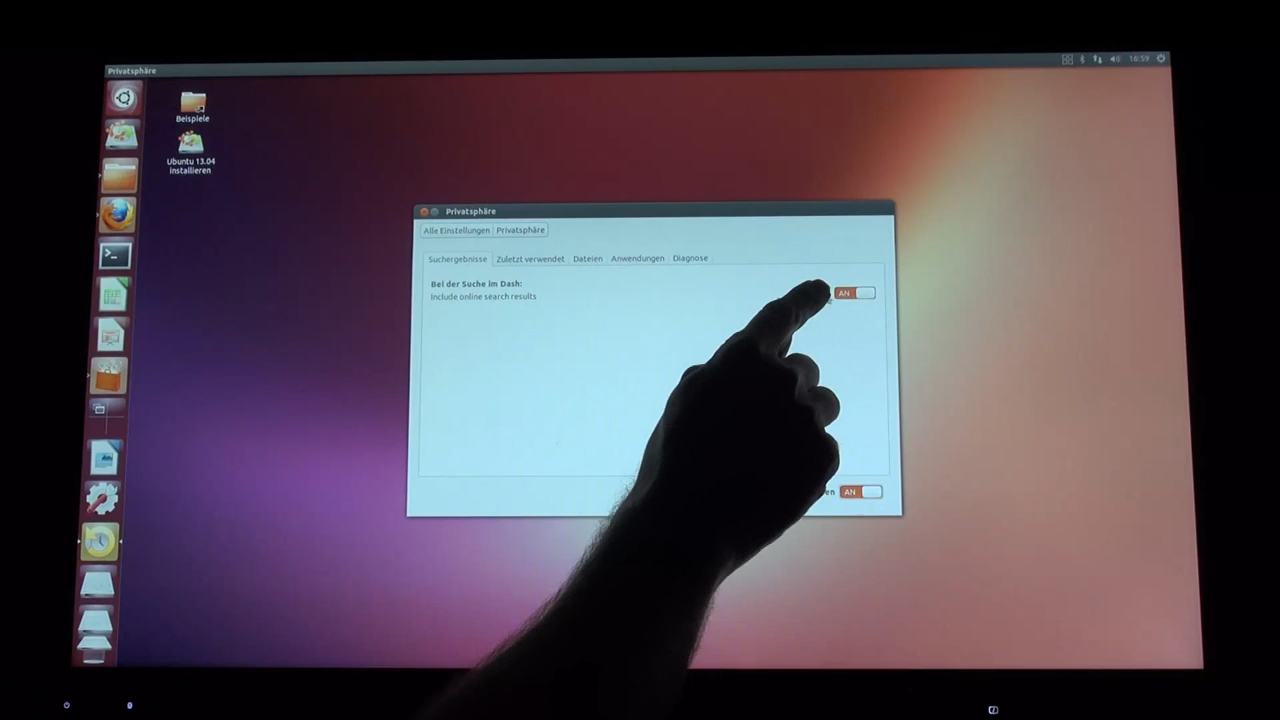 Privatsphäre
16:59
Beispiele
Ubuntu 13.04
installieren
Privatsphäre
Alle Einstellungen Privatsphäre
Suchergebnisse Zuletzt verwendet Dateien Anwendungen Diagnose
Bei der Suche im Dash:
Include online search results
AN
en AN